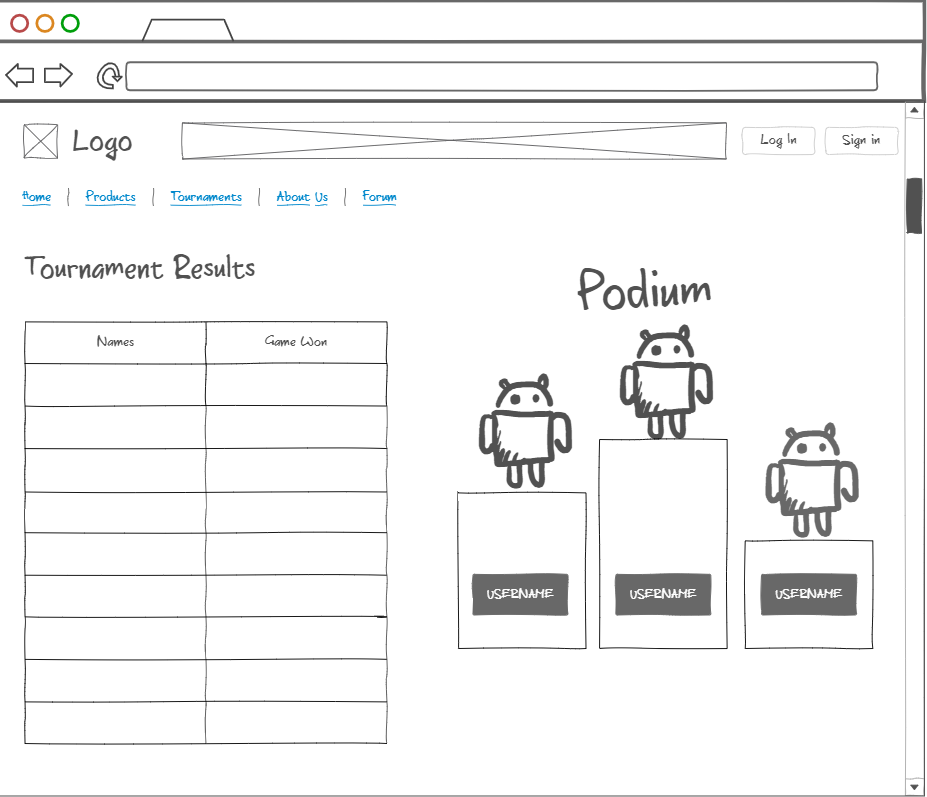 Logo
Log In
Sign in
Home
Products
Tournaments
About Us
Forum
Tournament Results
Names
Game Won
Podium
USERNAME
USERNAME
USERNAME